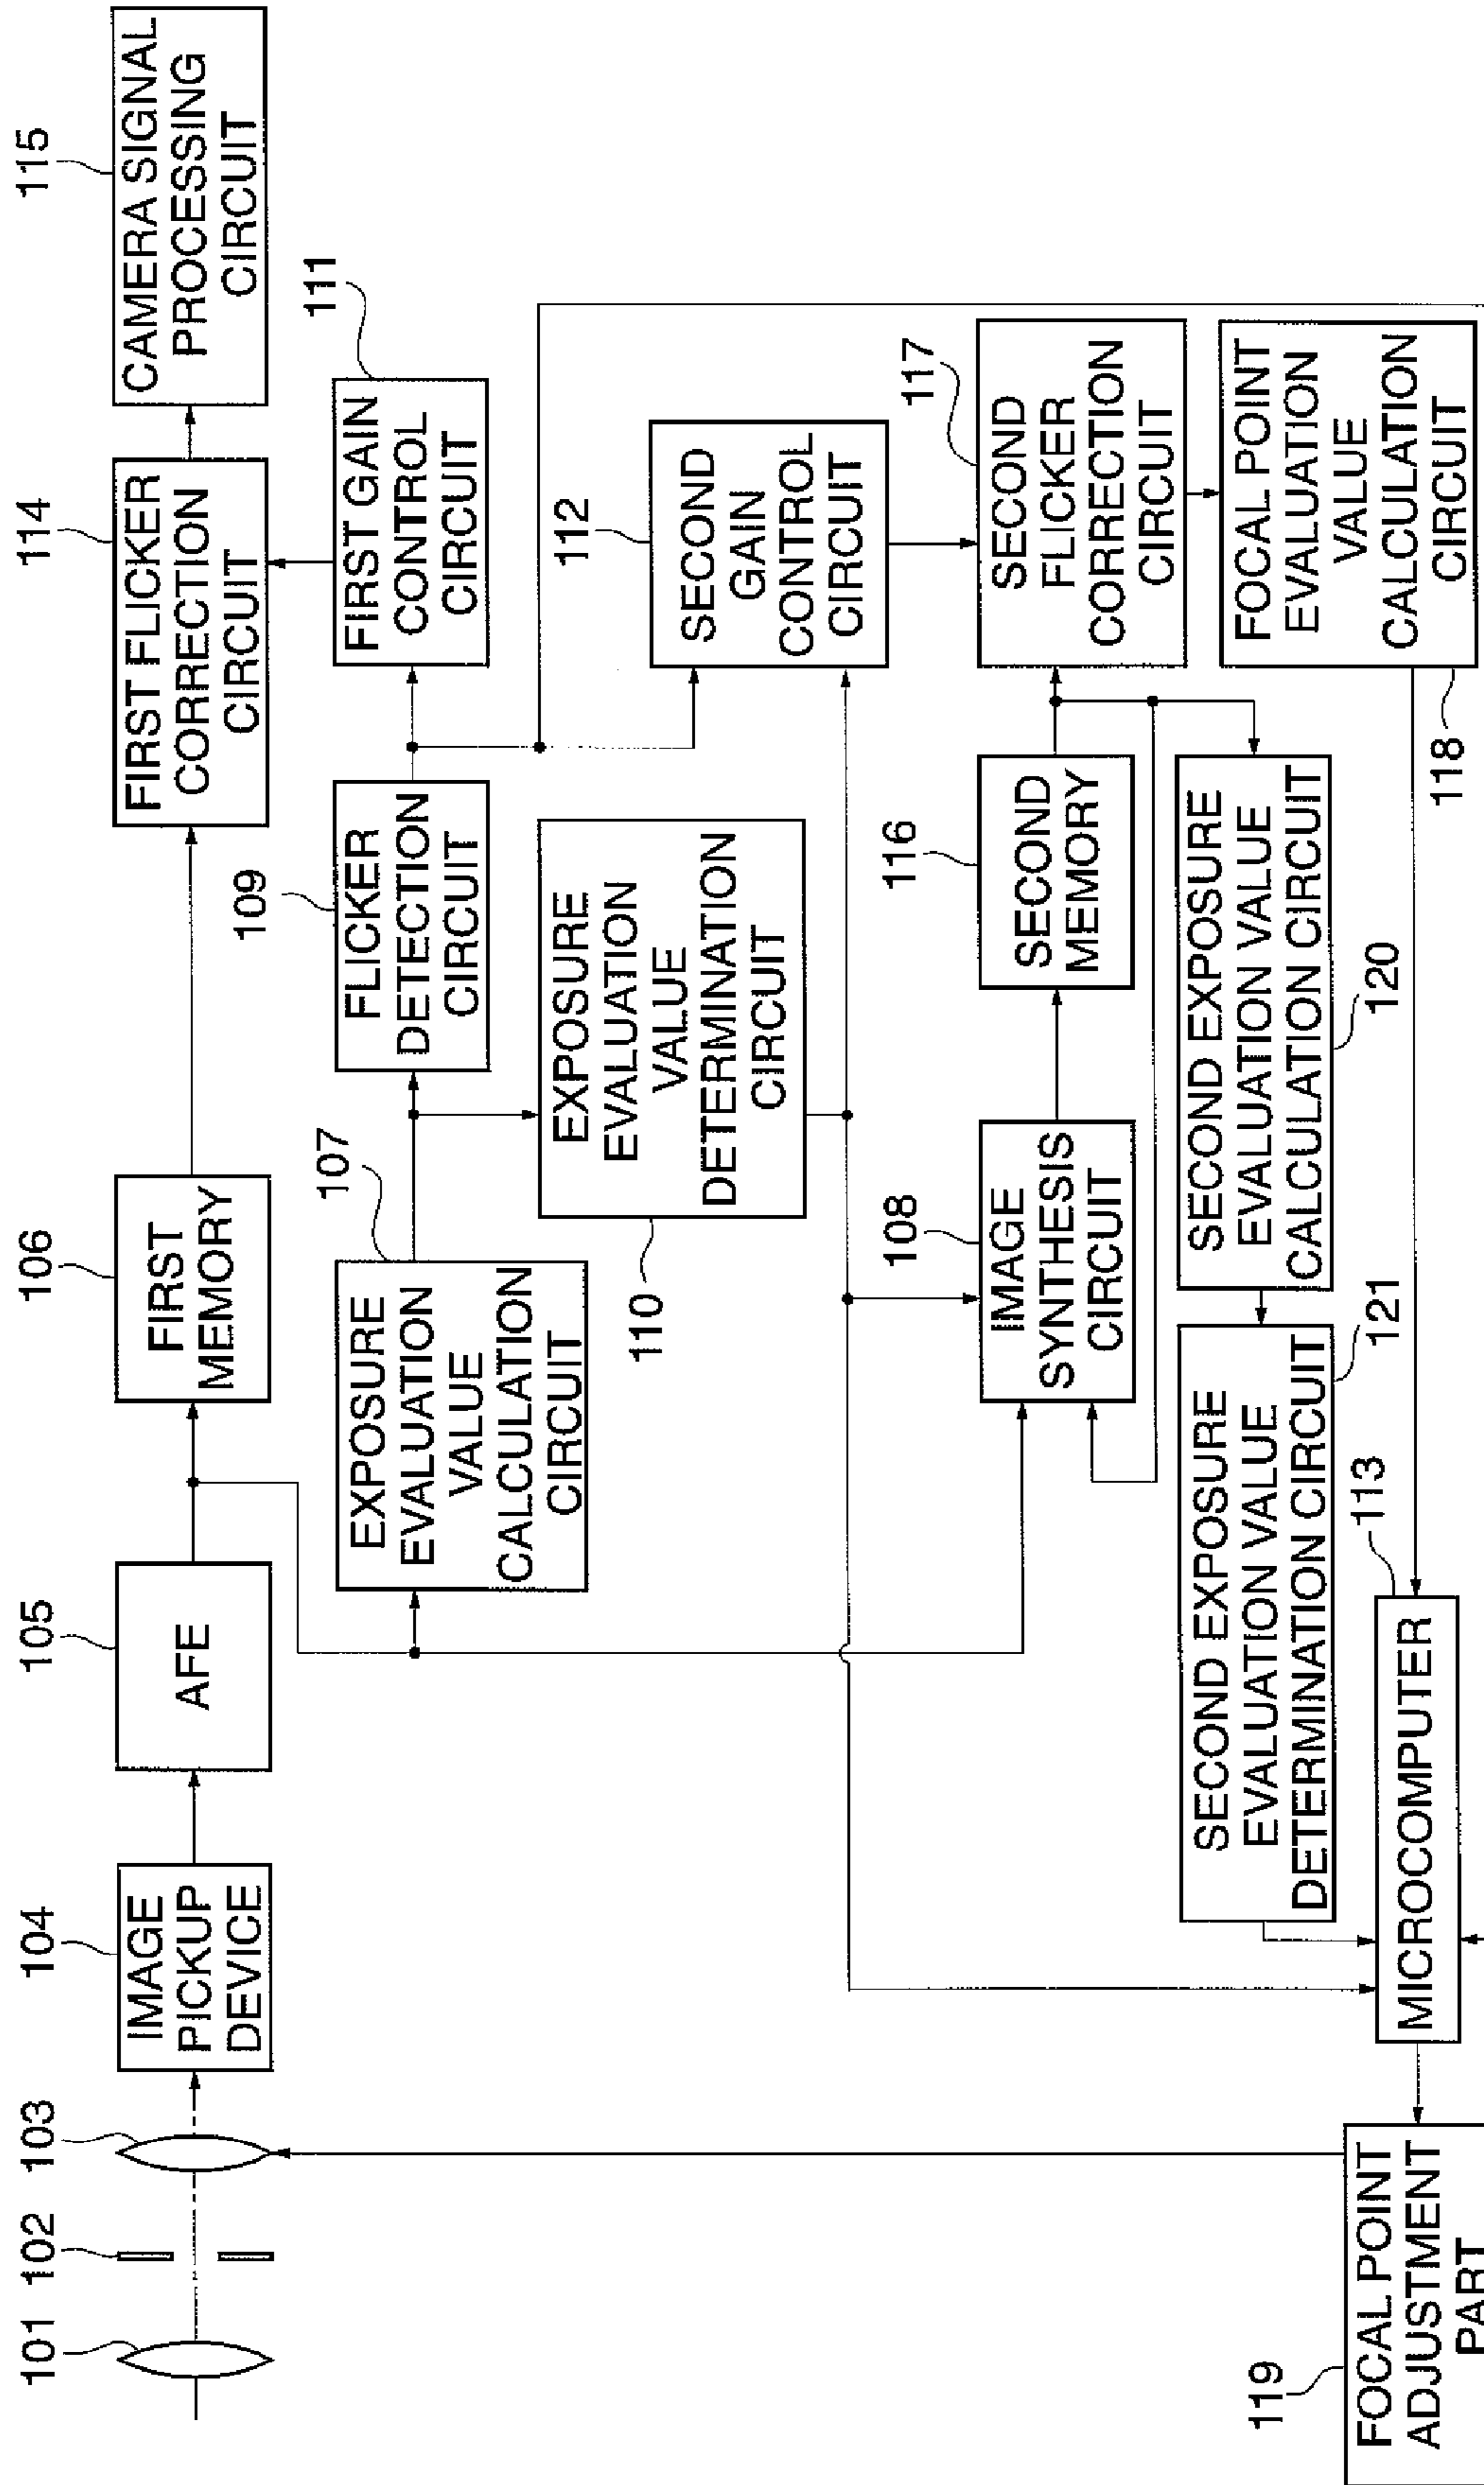 101
102
103
104
IMAGE
PICKUP
DEVICE
105
AFE
106
FIRST
MEMORY
114
FIRST FLICKER
CORRECTION
CIRCUIT
115
CAMERA SIGNAL
PROCESSING
CIRCUIT
107
EXPOSURE
EVALUATION
VALUE
CALCULATION
CIRCUIT
109
FLICKER
DETECTION
CIRCUIT
111
FIRST GAIN
CONTROL
CIRCUIT
110
EXPOSURE
EVALUATION
VALUE
DETERMINATION
CIRCUIT
112
SECOND
GAIN
CONTROL
CIRCUIT
108
IMAGE
SYNTHESIS
CIRCUIT
116
SECOND
MEMORY
117
SECOND
FLICKER
CORRECTION
CIRCUIT
121
SECOND EXPOSURE
EVALUATION VALUE
DETERMINATION CIRCUIT
120
SECOND EXPOSURE
EVALUATION VALUE
CALCULATION CIRCUIT
118
FOCAL POINT
EVALUATION
VALUE
CALCULATION
CIRCUIT
119
FOCAL POINT
ADJUSTMENT
PART
113
MICROCOMPUTER